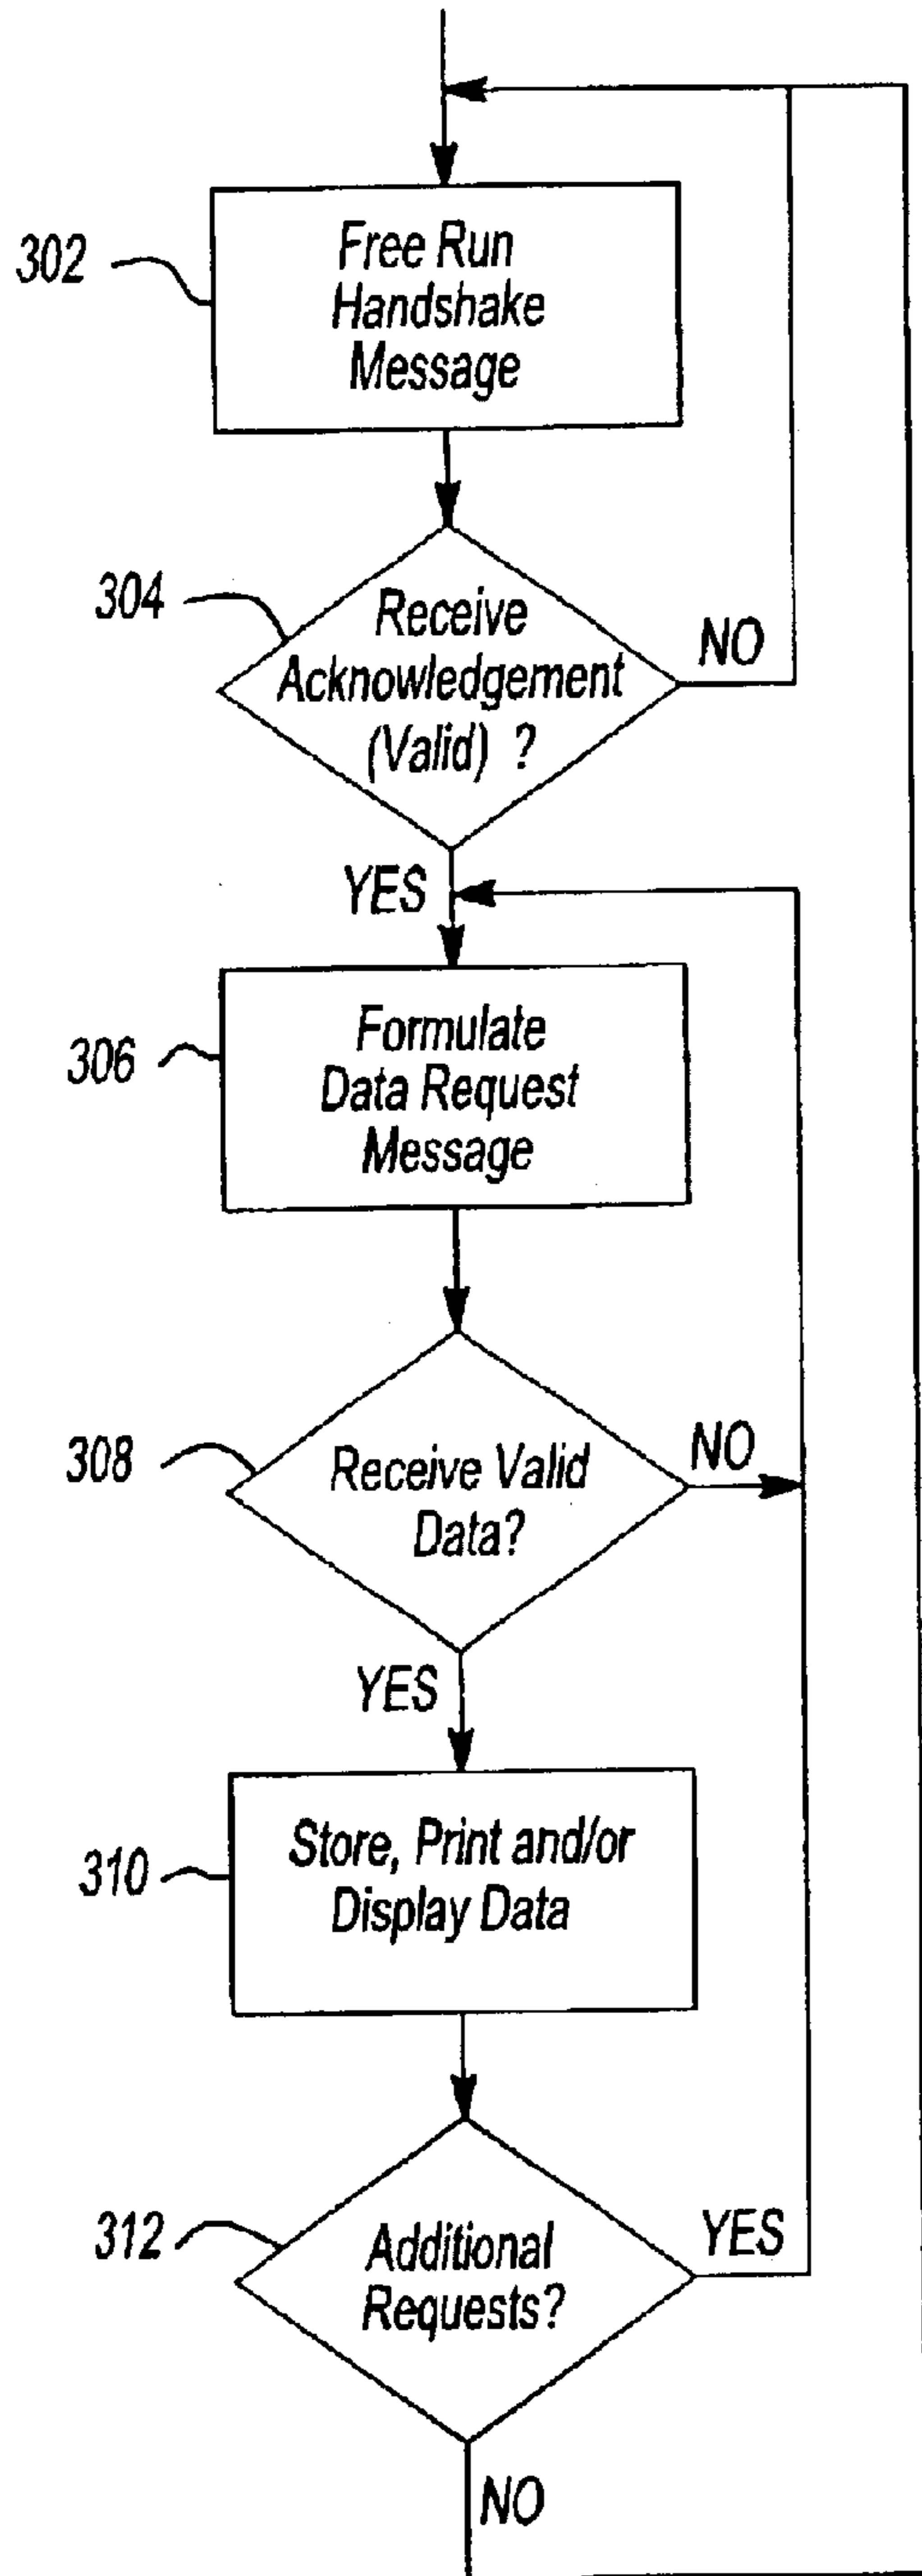 302
Free Run
Handshake
Message
304
Receive
Acknowledgement
(Valid) ?
NO
YES
306
Formulate
Data Request
Message
308
Receive Valid
Data?
NO
YES
310
Store, Print and/or
Display Data
312
Additional
Requests?
YES
NO